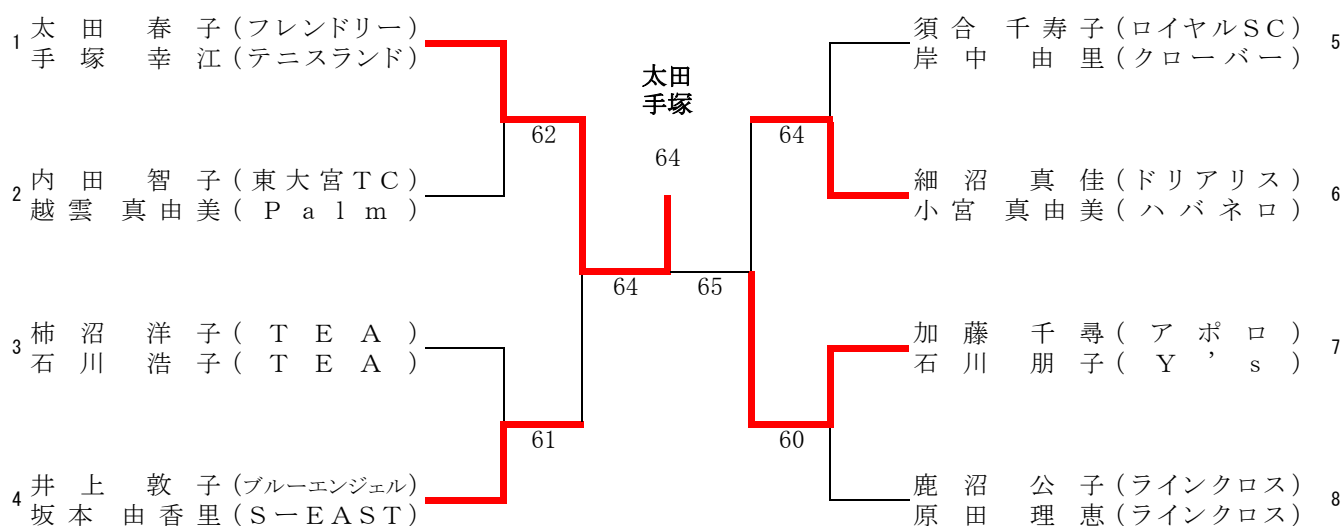 1 太田 春子(フレンドリー)
手塚 幸江(テニスランド)
2 内田 智子(東大宮TC)
越雲 真由美(Palm)
3 柿沼 洋子(TEA)
石川 浩子(TEA)
4 井上 敦子(ブルーエンジェル)
坂本 由香里(SーEAST)
62
61
64
太田
手塚
64
65
64
60
須合 千寿子(ロイヤルSC) 5
岸中 由里(クローバー)
細沼 真佳(ドリアリス) 6
小宮 真由美(ハバネロ)
加藤 千尋(アポロ) 7
石川 朋子(Y’s)
鹿沼 公子(ラインクロス) 8
原田 理恵(ラインクロス)